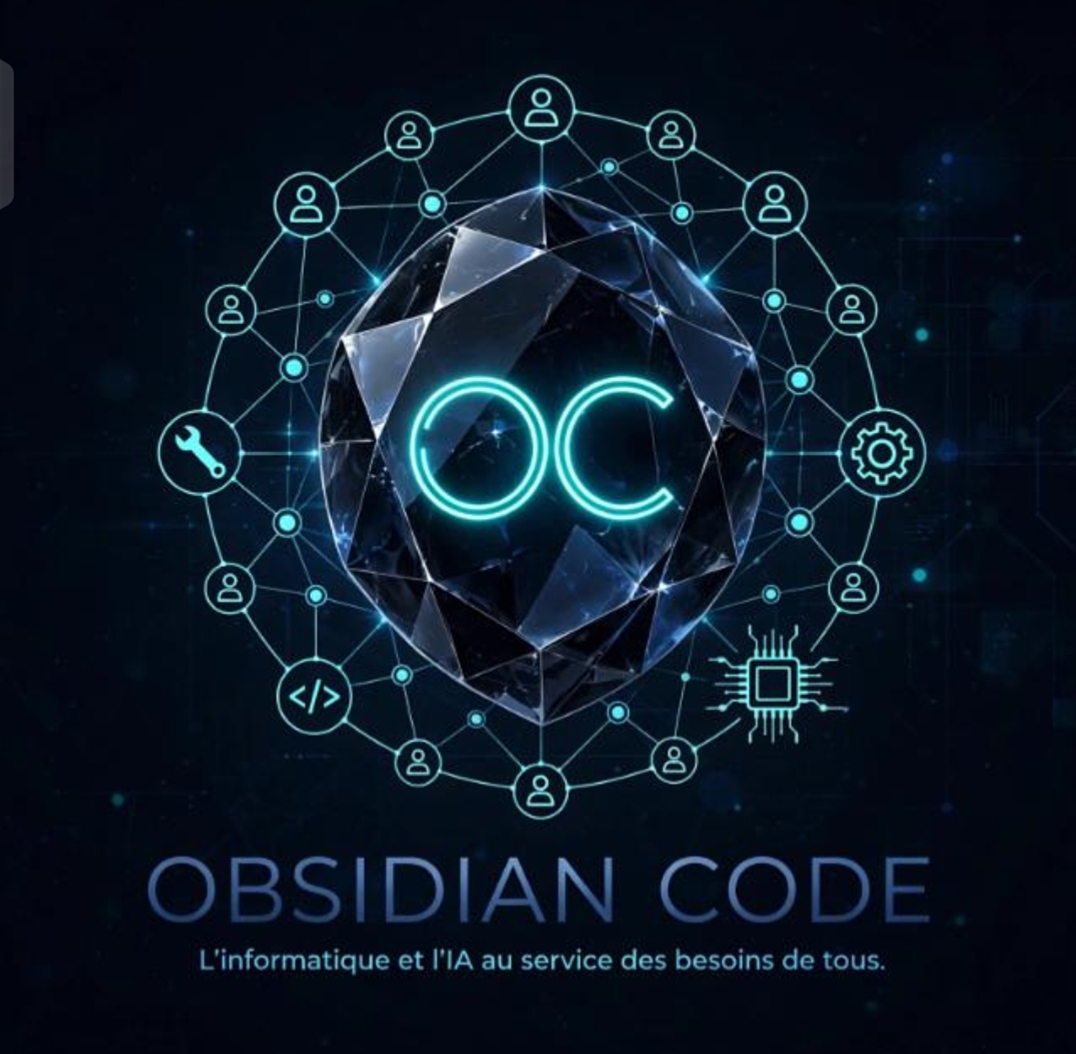 OC
</>
OBSIDIAN CODE
L'informatique et l'IA au service des besoins de tous.